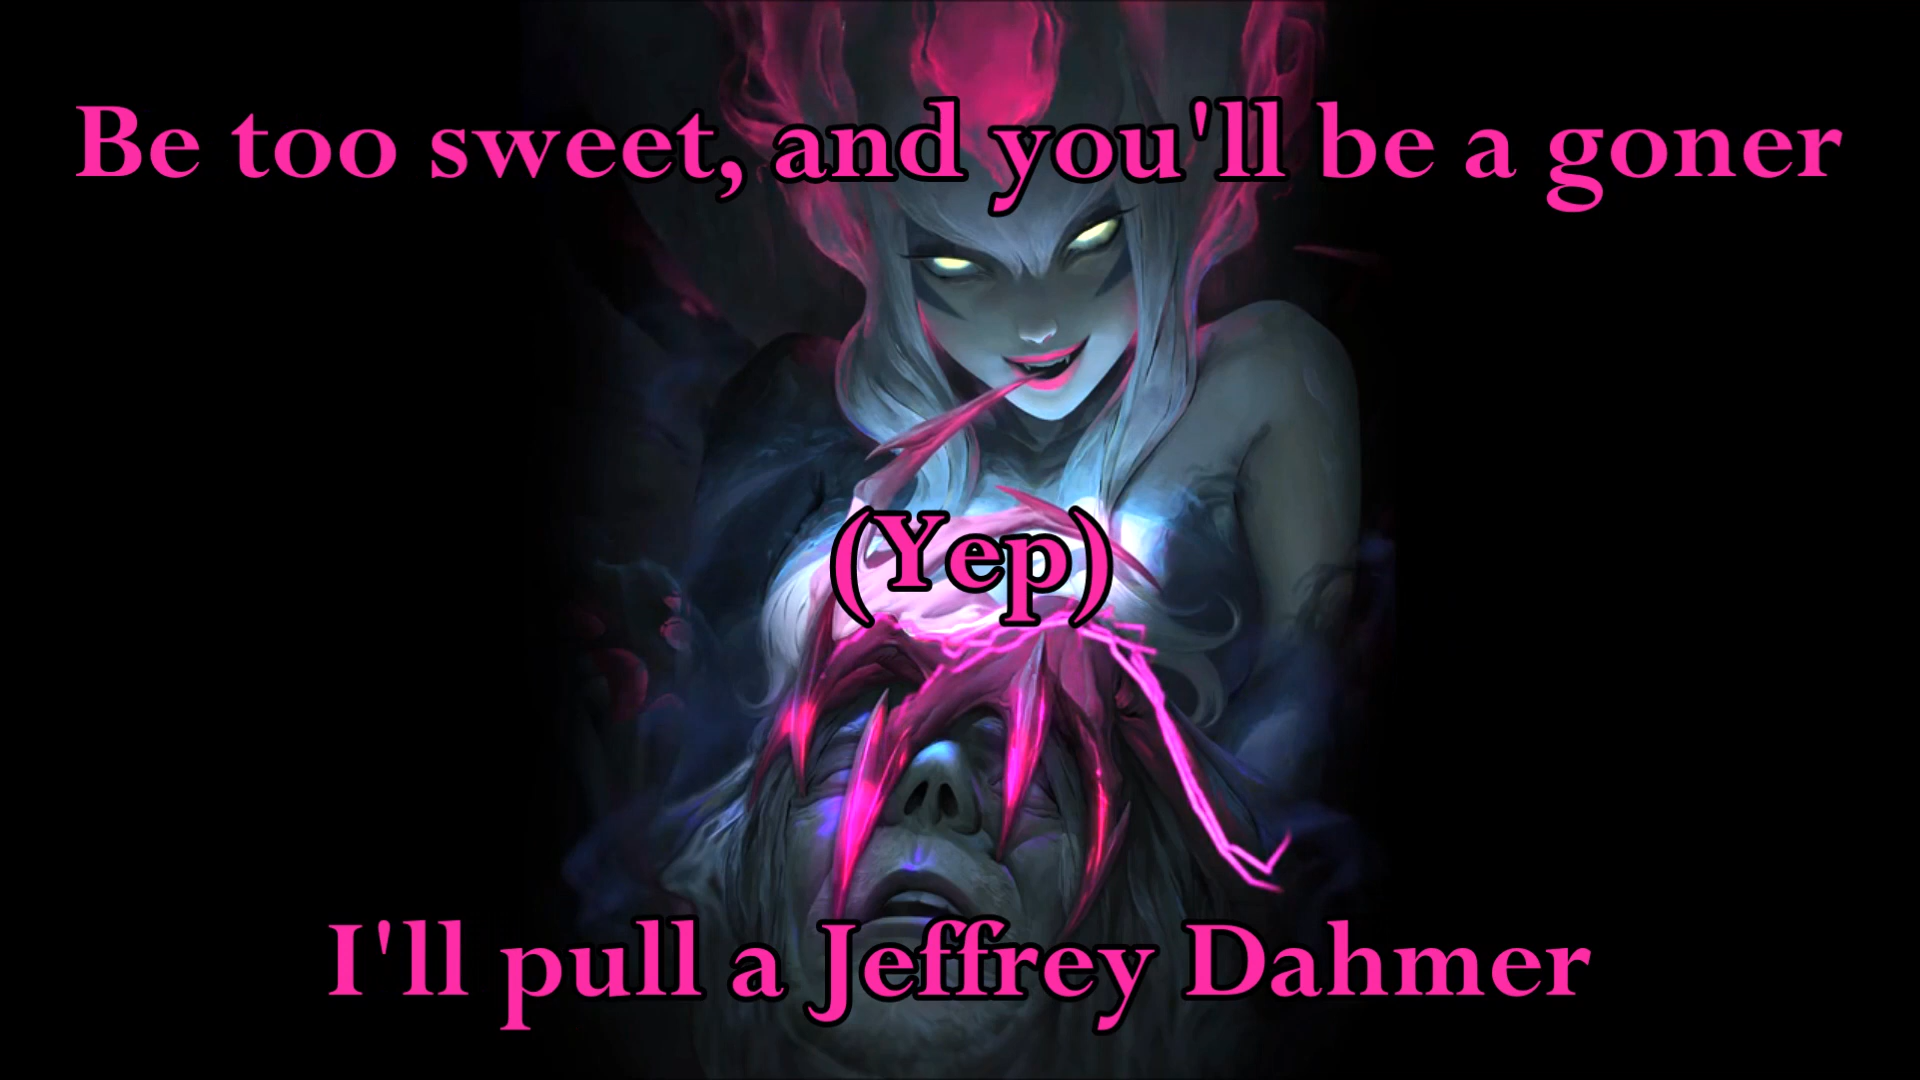 Be too sweet, and you'll be a goner
(Yep)
I'll pull a Jeffrey Dahmer